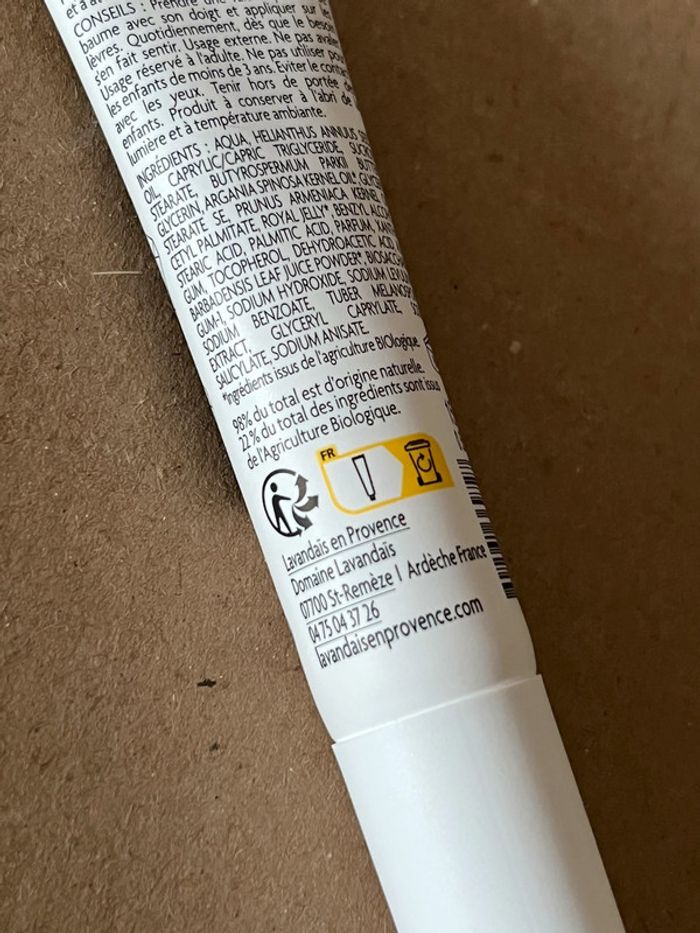 CONSEILS : Prendre une
baume avec son doigt et appliquer sur les
lèvres. Quotidiennement, dès que le besoin
s'en fait sentir. Usage externe. Ne pas avaler.
Usage réservé à l'adulte. Ne pas utiliser pour
les enfants de moins de 3 ans. Eviter le contact
avec les yeux. Tenir hors de portée des
enfants. Produit à conserver à l'abri de la
lumière et à température ambiante.
INGRÉDIENTS : AQUA, HELIANTHUS ANNUUS
OIL, CAPRYLIC/CAPRIC TRIGLYCERIDE,
STEARATE, BUTYROSPERMUM PARKII
GLYCERIN, ARGANIA SPINOSA KERNEL OIL*,
STEARATE SE, PRUNUS ARMENIACA KERNEL
CETYL PALMITATE, ROYAL JELLY*, BENZYL
STEARIC ACID, PALMITIC ACID, PARFUM,
GUM, TOCOPHEROL, DEHYDROACETIC ACID,
BARBADENSIS LEAF JUICE POWDER*,
GUM-1, SODIUM HYDROXIDE, SODIUM
SODIUM BENZOATE, TUBER
EXTRACT, GLYCERYL CAPRYLATE,
SALICYLATE, SODIUM ANISATE
*Ingrédients issus de l'agriculture BIOlogique
98% du total est d'origine naturelle.
22% du total des ingrédients sont issus
de l'Agriculture Biologique.
FR
Lavandaïs en Provence
Domaine Lavandaïs
07700 St-Remèze | Ardèche France
04 75 04 37 26
lavandaisenprovence.com